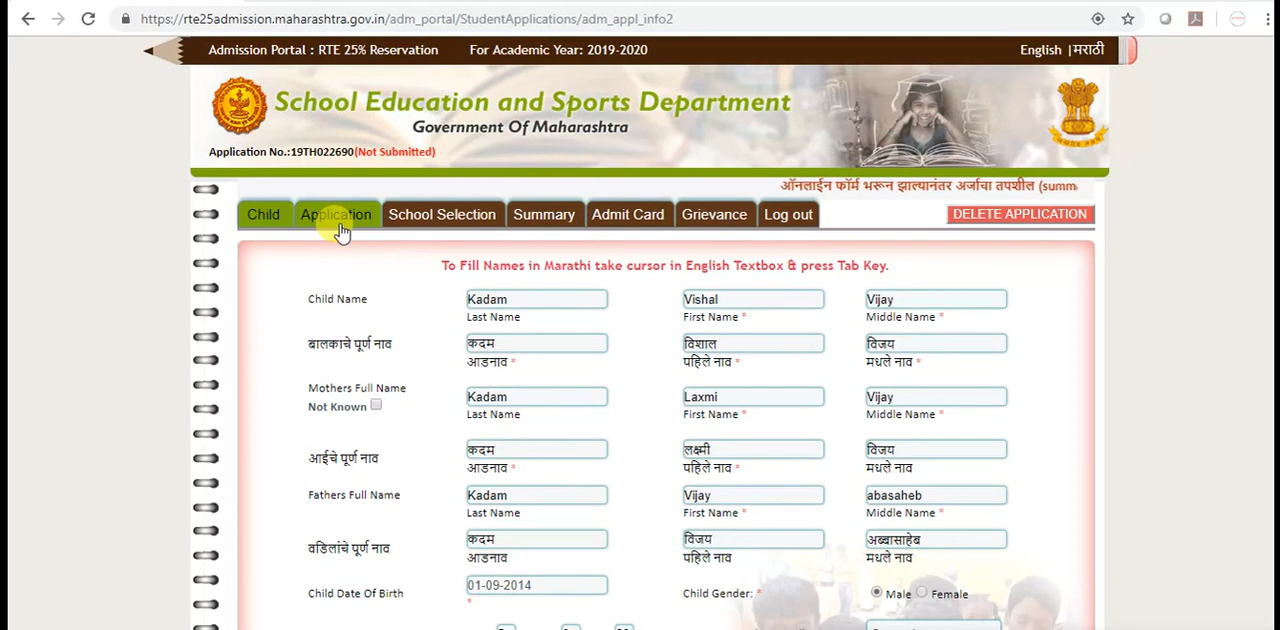 https://rte25admission.maharashtra.gov.in/adm_portal/StudentApplications/adm_appl_info2
Admission Portal : RTE 25% Reservation For Academic Year: 2019-2020 English |मराठी
School Education and Sports Department
Government Of Maharashtra
Application No.:19TH022690(Not Submitted)
ऑनलाईन फॉर्म भरून झाल्यानंतर अर्जाचा तपशील (summ
Child Application School Selection Summary Admit Card Grievance Log out DELETE APPLICATION
To Fill Names in Marathi take cursor in English Textbox & press Tab Key.
Child Name Kadam Vishal Vijay
Last Name First Name * Middle Name *
बालकाचे पूर्ण नाव कदम विशाल विजय
आडनाव * पहिले नाव * मधले नाव *
Mothers Full Name
Not Known Kadam Laxmi Vijay
Last Name First Name * Middle Name *
आईचे पूर्ण नाव कदम लक्ष्मी विजय
आडनाव * पहिले नाव * मधले नाव
Fathers Full Name Kadam Vijay abasaheb
Last Name First Name * Middle Name *
वडिलांचे पूर्ण नाव कदम विजय अब्बासाहेब
आडनाव पहिले नाव मधले नाव
Child Date Of Birth 01-09-2014 Child Gender: * Male Female
*